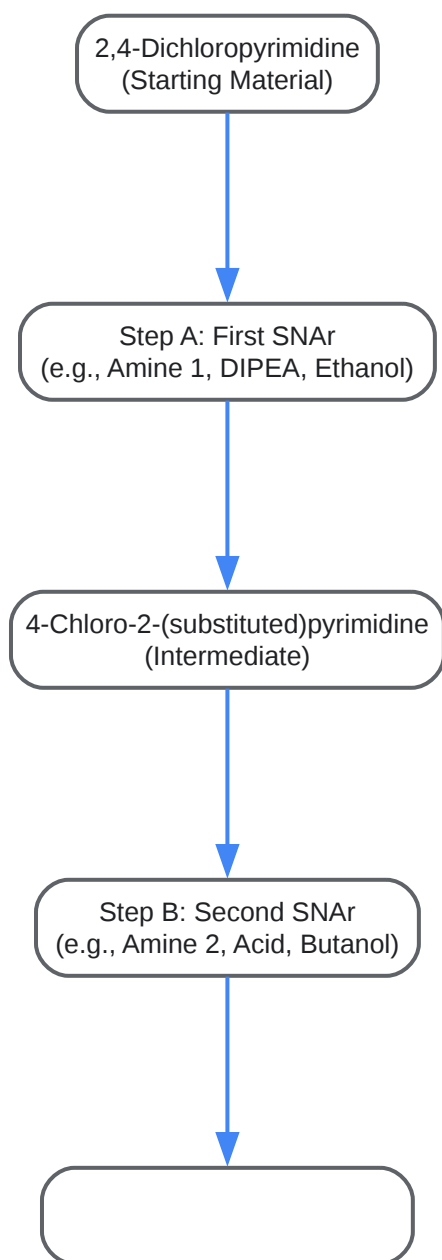 2,4-Dichloropyrimidine
(Starting Material)
Step A: First SNAr
(e.g., Amine 1, DIPEA, Ethanol)
4-Chloro-2-(substituted)pyrimidine
(Intermediate)
Step B: Second SNAr
(e.g., Amine 2, Acid, Butanol)